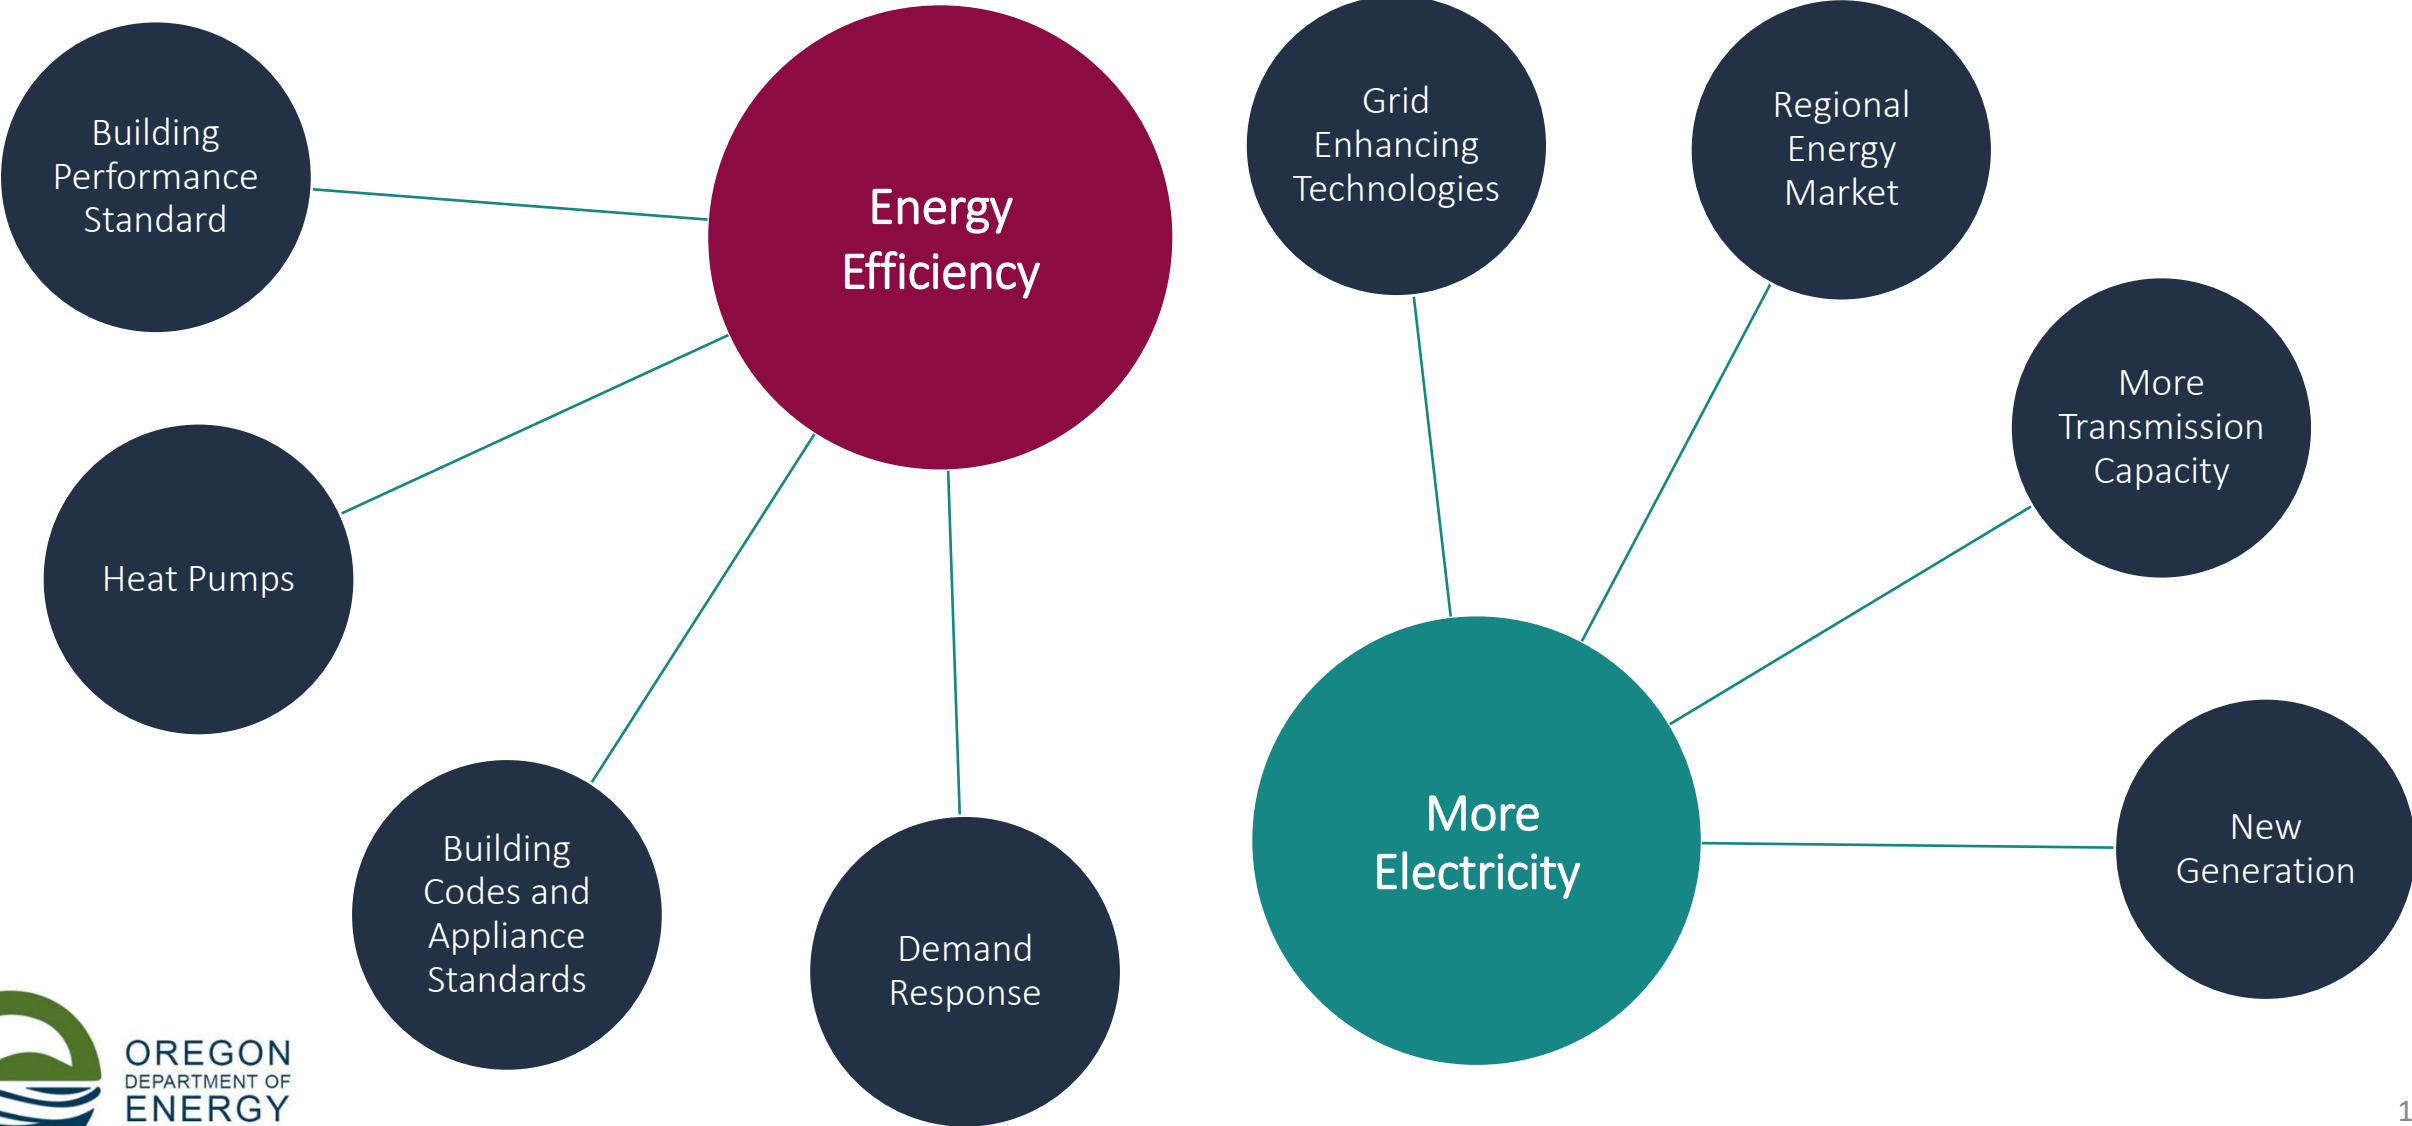 Building
Performance
Standard
Energy
Efficiency
Heat Pumps
Building
Codes and
Appliance
Standards
Demand
Response
Grid
Enhancing
Technologies
Regional
Energy
Market
More
Transmission
Capacity
More
Electricity
New
Generation
OREGON
DEPARTMENT OF
ENERGY
1